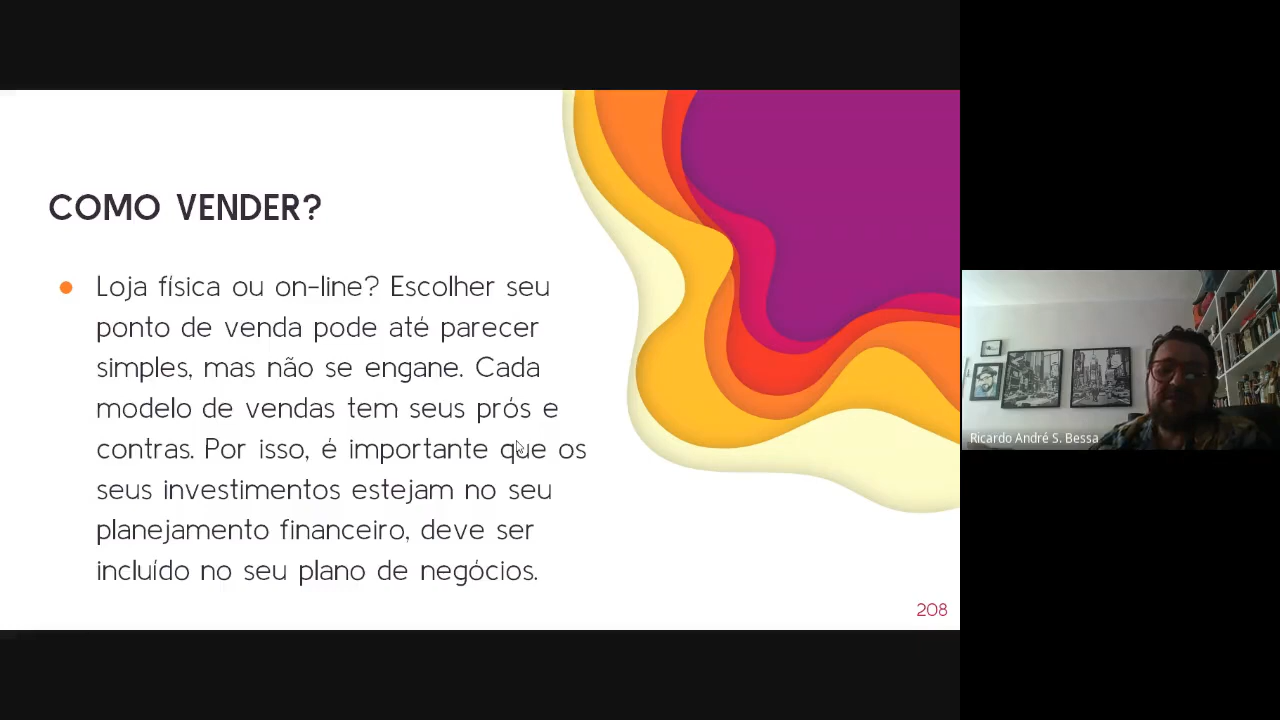 COMO VENDER?
Loja física ou on-line? Escolher seu
ponto de venda pode até parecer
simples, mas não se engane. Cada
modelo de vendas tem seus prós e
contras. Por isso, é importante que os
seus investimentos estejam no seu
planejamento financeiro, deve ser
incluído no seu plano de negócios.
208
Ricardo André S. Bessa